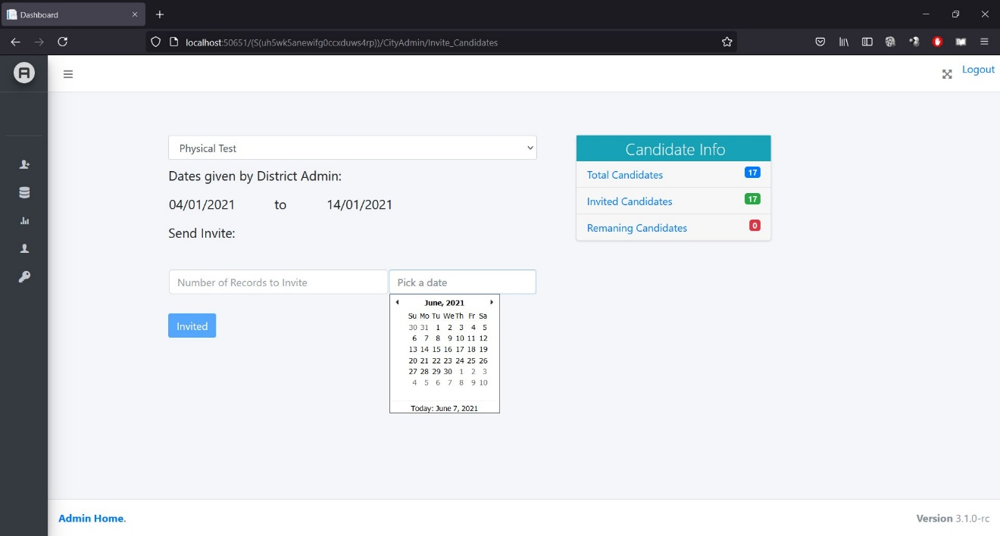 Dashboard
localhost:50651/(S(uh5wk5anewifg0ccxduws4rp))/CityAdmin/Invite_Candidates
Logout
Physical Test
Candidate Info
Total Candidates 17
Dates given by District Admin:
Invited Candidates 17
04/01/2021 to 14/01/2021
Remaning Candidates 0
Send Invite:
Number of Records to Invite Pick a date
June, 2021
Su Mo Tu We Th Fr Sa
30 31 1 2 3 4 5
6 7 8 9 10 11 12
13 14 15 16 17 18 19
20 21 22 23 24 25 26
27 28 29 30 1 2 3
4 5 6 7 8 9 10
Today: June 7, 2021
Invited
Admin Home.
Version 3.1.0-rc